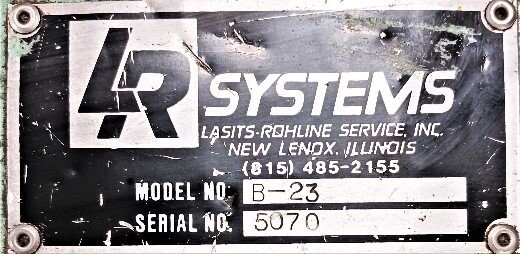 LR SYSTEMS
LASITS-ROHLINE SERVICE, INC.
NEW LENOX, ILLINOIS
(815) 485-2155
MODEL NO. B-23
SERIAL NO. 5070